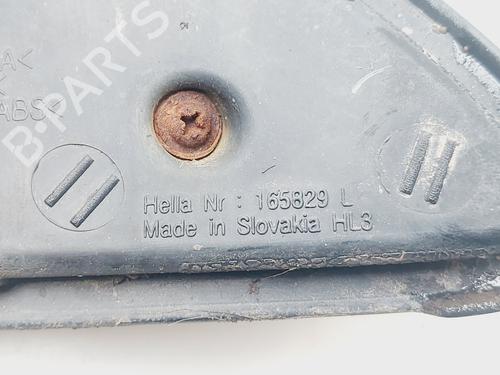 B-PARTS
ABS<
Hella Nr : 165829 L
Made in Slovakia HL3